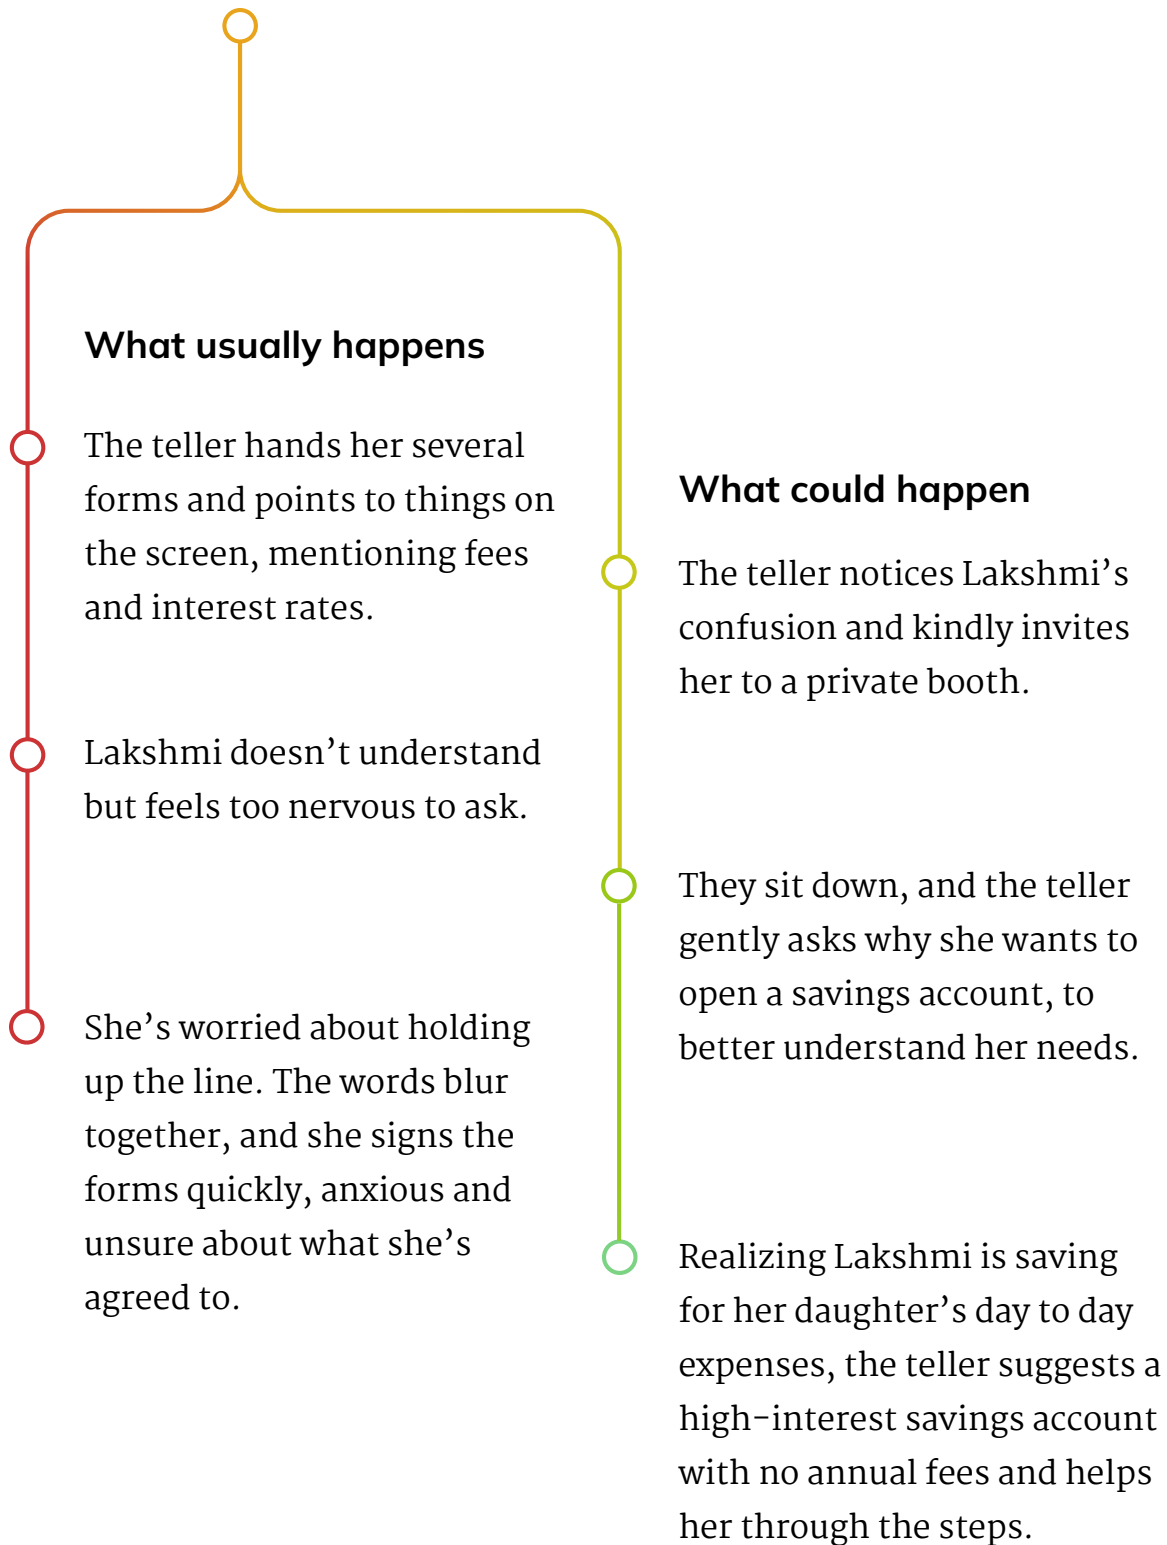 What usually happens
The teller hands her several
forms and points to things on
the screen, mentioning fees
and interest rates.
Lakshmi doesn’t understand
but feels too nervous to ask.
She’s worried about holding
up the line. The words blur
together, and she signs the
forms quickly, anxious and
unsure about what she’s
agreed to.
What could happen
The teller notices Lakshmi’s
confusion and kindly invites
her to a private booth.
They sit down, and the teller
gently asks why she wants to
open a savings account, to
better understand her needs.
Realizing Lakshmi is saving
for her daughter’s day to day
expenses, the teller suggests a
high-interest savings account
with no annual fees and helps
her through the steps.